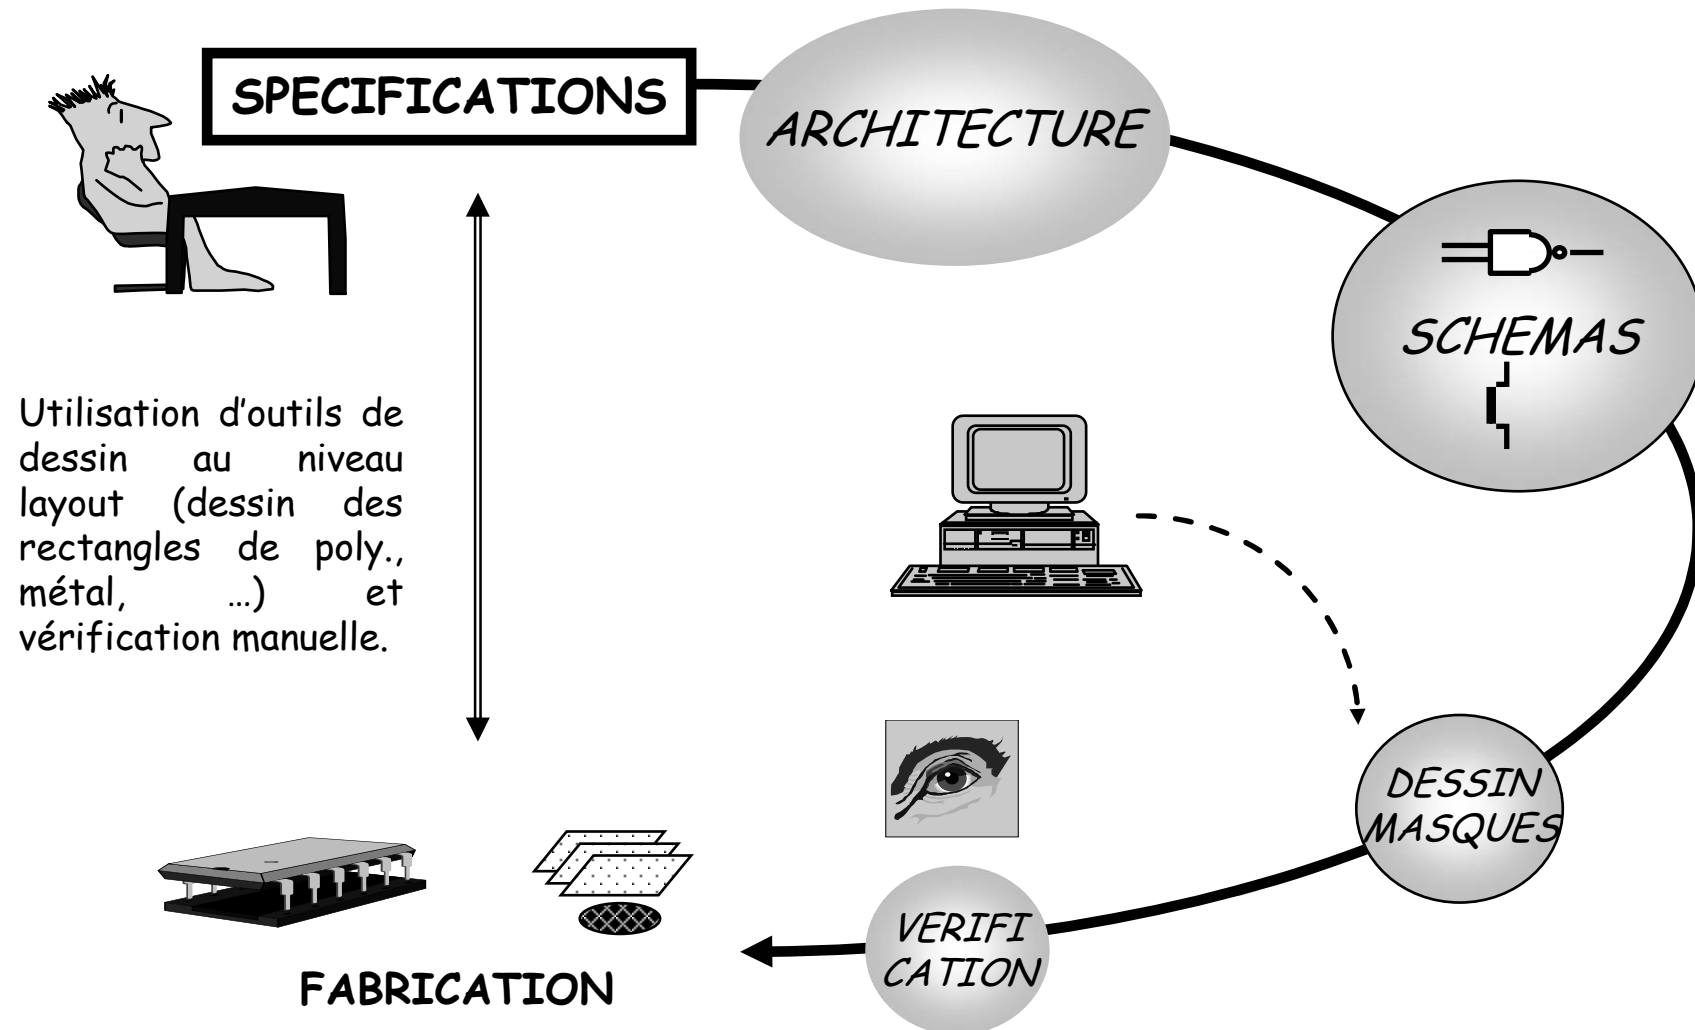 SPECIFICATIONS
ARCHITECTURE
SCHEMAS
Utilisation d'outils de
dessin au niveau
layout (dessin des
rectangles de poly.,
métal, …) et
vérification manuelle.
DESSIN
MASQUES
VERIFI
CATION
FABRICATION